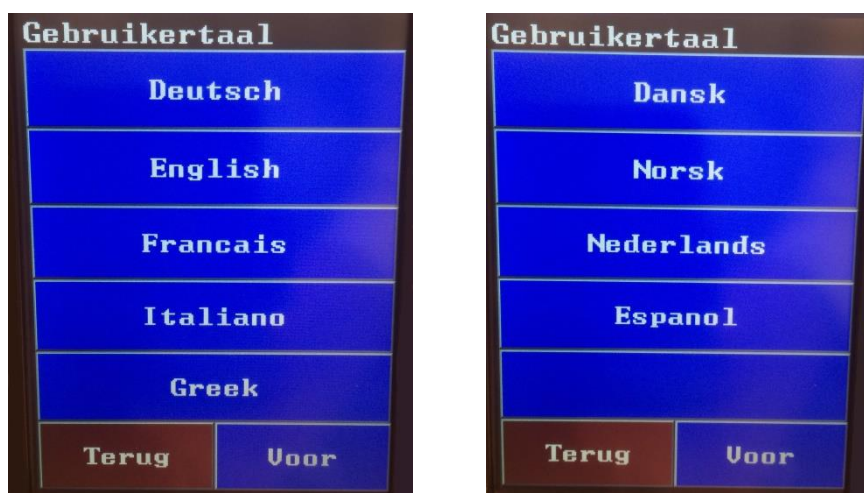 Gebruikertaal
Deutsch
English
Francais
Italiano
Greek
Terug
Voor
Gebruikertaal
Dansk
Norsk
Nederlands
Espanol
Terug
Voor